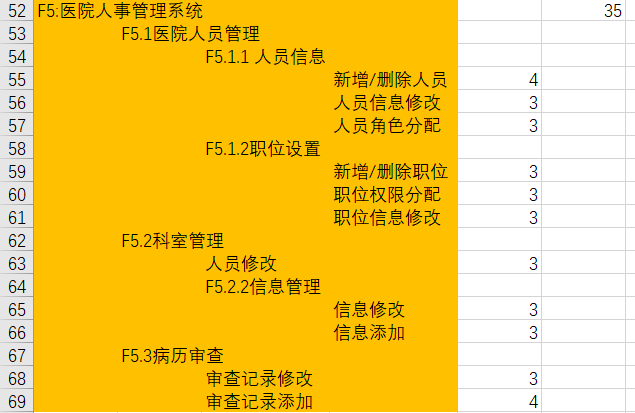 52 F5:医院人事管理系统 35
53 F5.1医院人员管理
54 F5.1.1 人员信息
55 新增/删除人员 4
56 人员信息修改 3
57 人员角色分配 3
58 F5.1.2职位设置
59 新增/删除职位 3
60 职位权限分配 3
61 职位信息修改 3
62 F5.2科室管理
63 人员修改 3
64 F5.2.2信息管理
65 信息修改 3
66 信息添加 3
67 F5.3病历审查
68 审查记录修改 3
69 审查记录添加 4